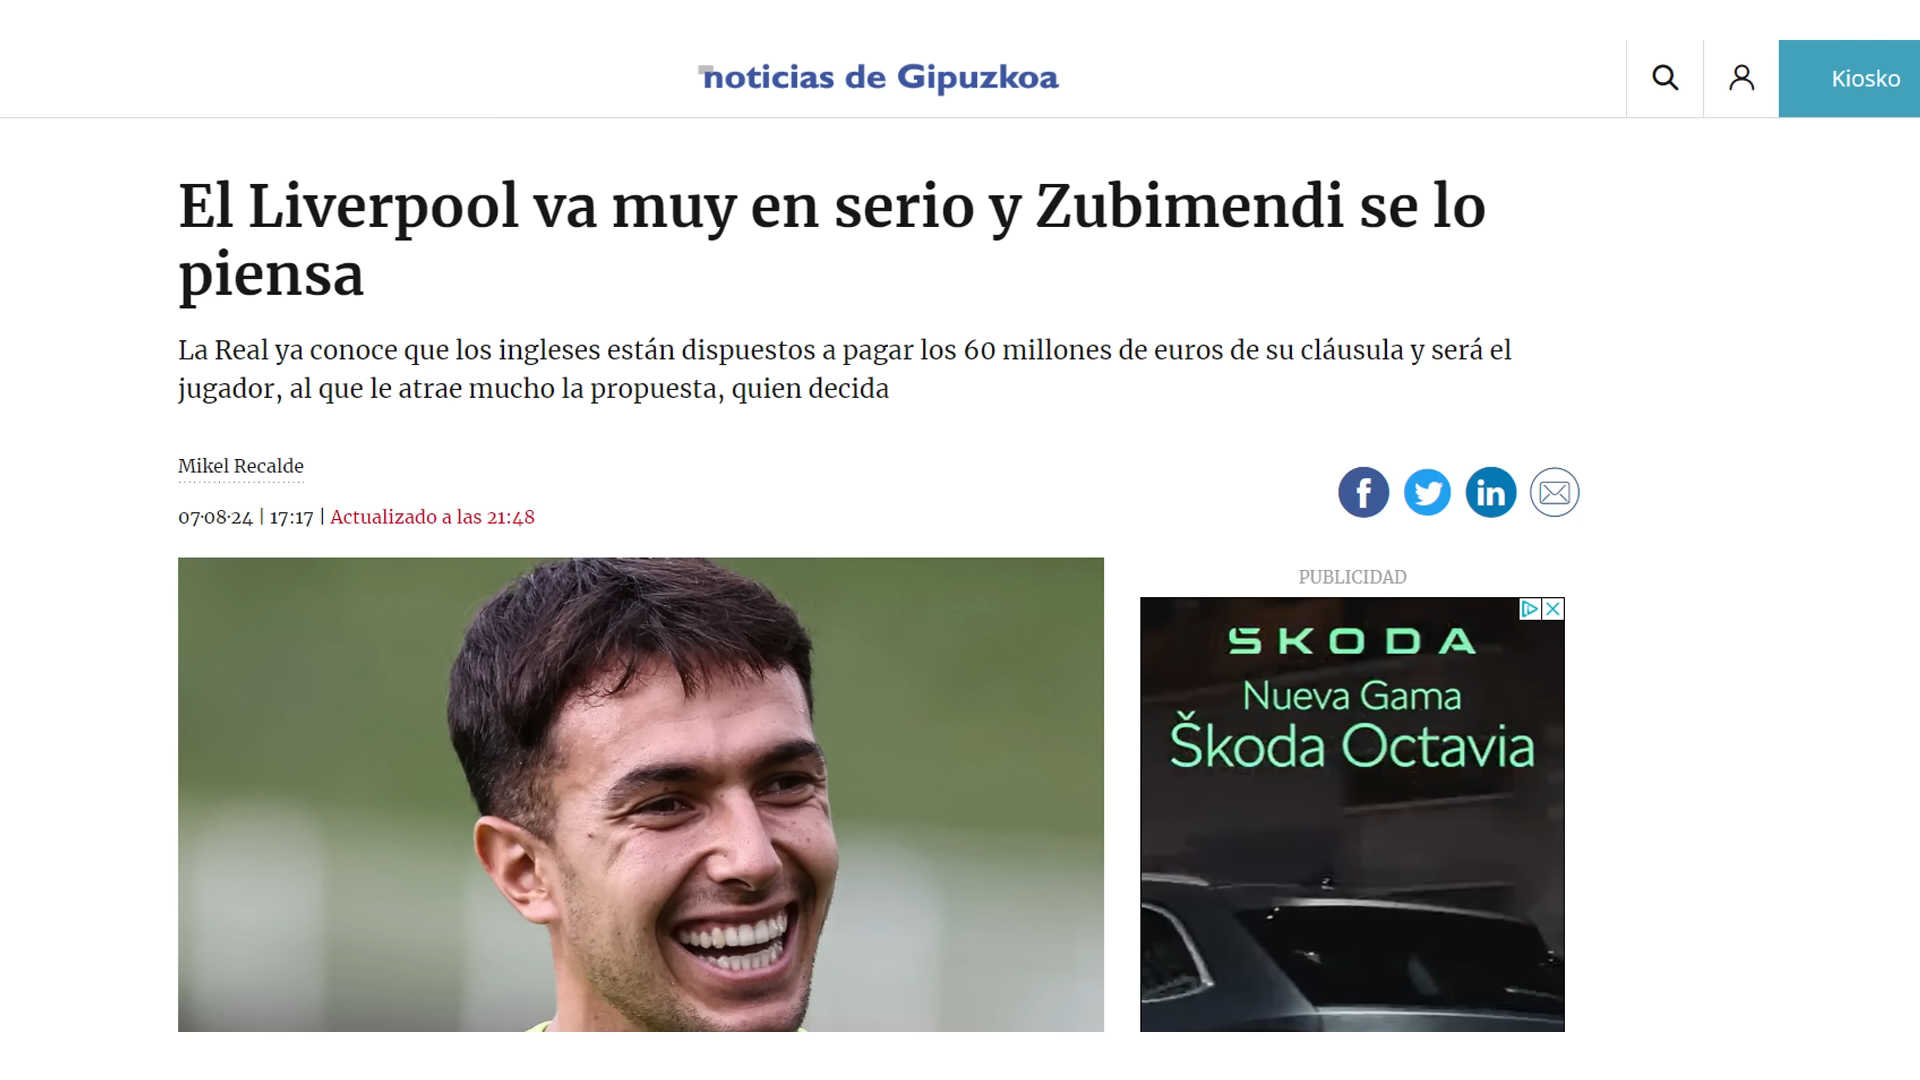 noticias de Gipuzkoa
Kiosko
El Liverpool va muy en serio y Zubimendi se lo
piensa
La Real ya conoce que los ingleses están dispuestos a pagar los 60 millones de euros de su cláusula y será el
jugador, al que le atrae mucho la propuesta, quien decida
Mikel Recalde
07·08·24 | 17:17 | Actualizado a las 21:48
PUBLICIDAD
SKODA
Nueva Gama
Škoda Octavia